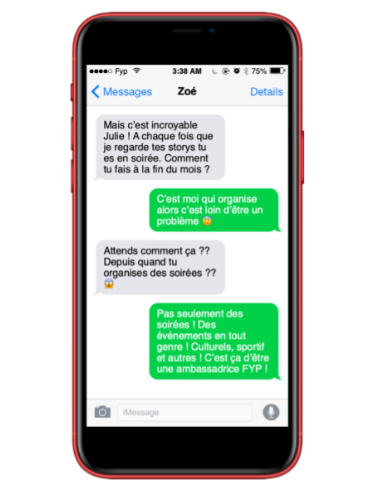 ●●●●○ Fyp 3:38 AM 75%
Messages Zoé Details
Mais c'est incroyable
Julie ! A chaque fois que
je regarde tes storys tu
es en soirée. Comment
tu fais à la fin du mois ?
C'est moi qui organise
alors c'est loin d'être un
problème
Attends comment ça ??
Depuis quand tu
organises des soirées ??
😱
Pas seulement des
soirées ! Des
événements en tout
genre ! Culturels, sportif
et autres ! C'est ça d'être
une ambassadrice FYP !
iMessage